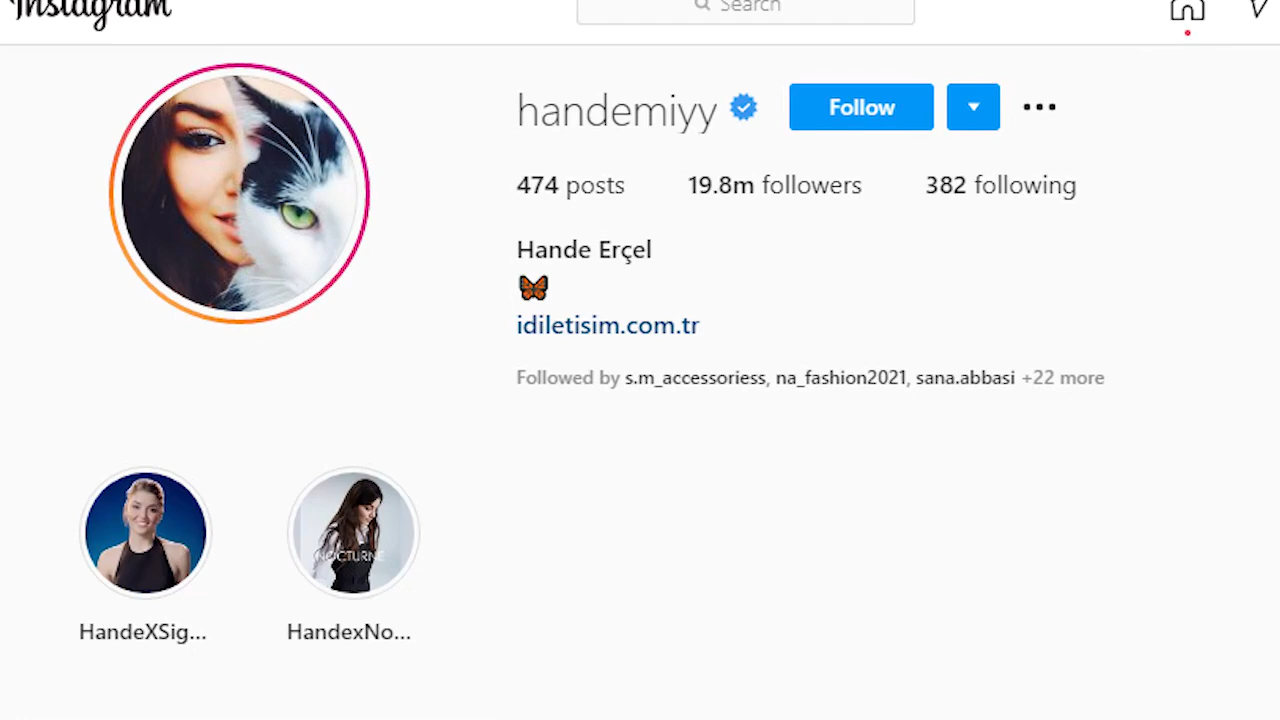 Instagram
Search
handemiyy
Follow
474 posts 19.8m followers 382 following
Hande Erçel
idiletisim.com.tr
Followed by s.m_accessoriess, na_fashion2021, sana.abbasi +22 more
NOCTURNE
HandeXSig... HandexNo...